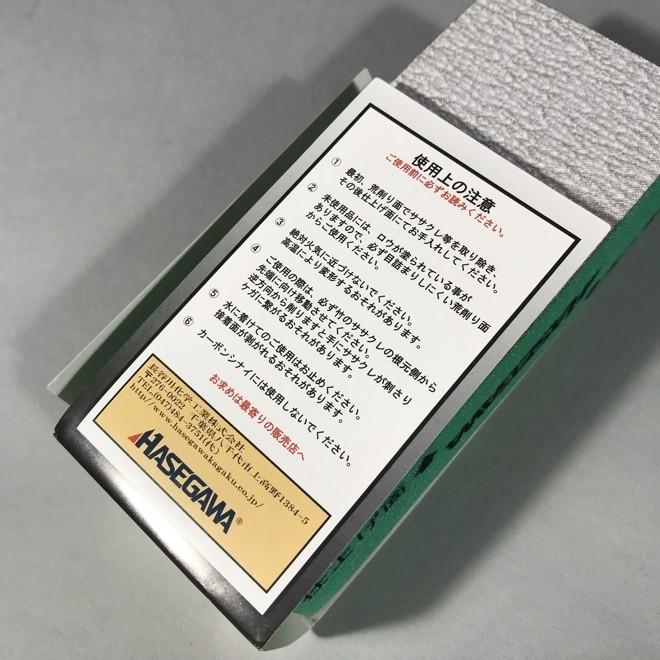 使用上の注意
ご使用前に必ずお読みください。
① 最初、荒削り面でササクレ等を取り除き、
その後仕上げ面にてお手入れしてください。
② 未使用品には、ロウが塗られている事が
ありますので、必ず目詰まりしにくい荒削り面
からご使用ください。
③ 絶対火気に近づけないでください。
高温により変形するおそれがあります。
④ ご使用の際は、必ず竹のササクレの根元側から
先端に向け移動させてください。
逆方向から削りますと手にササクレが刺さり
ケガに繋がるおそれがあります。
⑤ 水に着けてのご使用はお止めください。
接着面が剥がれるおそれがあります。
⑥ カーボンシナイには使用しないでください。
お求めは最寄りの販売店へ
長谷川化学工業株式会社
〒276-0022 千葉県八千代市上高野1384-5
TEL.(047)484-3751(代)
http://www.hasegawakagaku.co.jp/
HASEGAWA®
仕上げ面